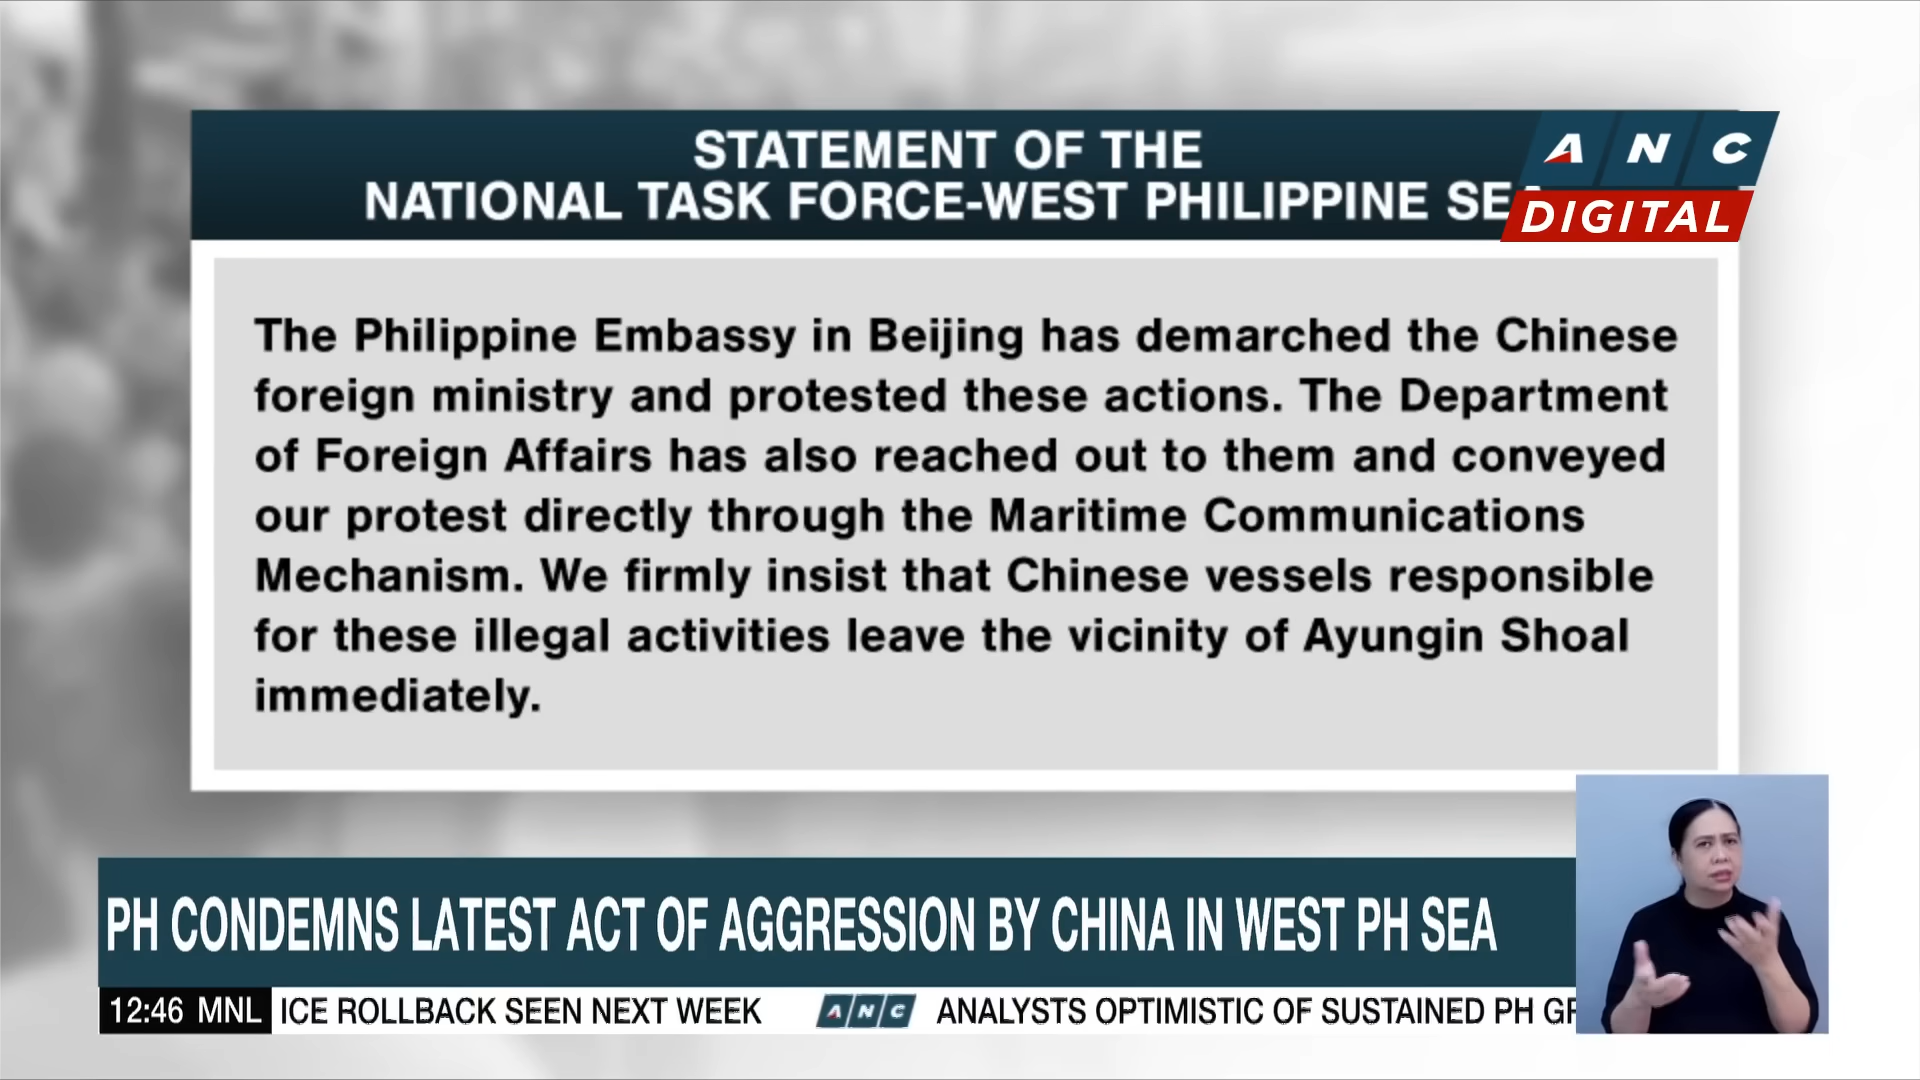 STATEMENT OF THE
NATIONAL TASK FORCE-WEST PHILIPPINE
ANC
DIGITAL
The Philippine Embassy in Beijing has demarched the Chinese
foreign ministry and protested these actions. The Department
of Foreign Affairs has also reached out to them and conveyed
our protest directly through the Maritime Communications
Mechanism. We firmly insist that Chinese vessels responsible
for these illegal activities leave the vicinity of Ayungin Shoal
immediately.
PH CONDEMNS LATEST ACT OF AGGRESSION BY CHINA IN WEST PH SEA
12:46 MNL ICE ROLLBACK SEEN NEXT WEEK ANC ANALYSTS OPTIMISTIC OF SUSTAINED PH